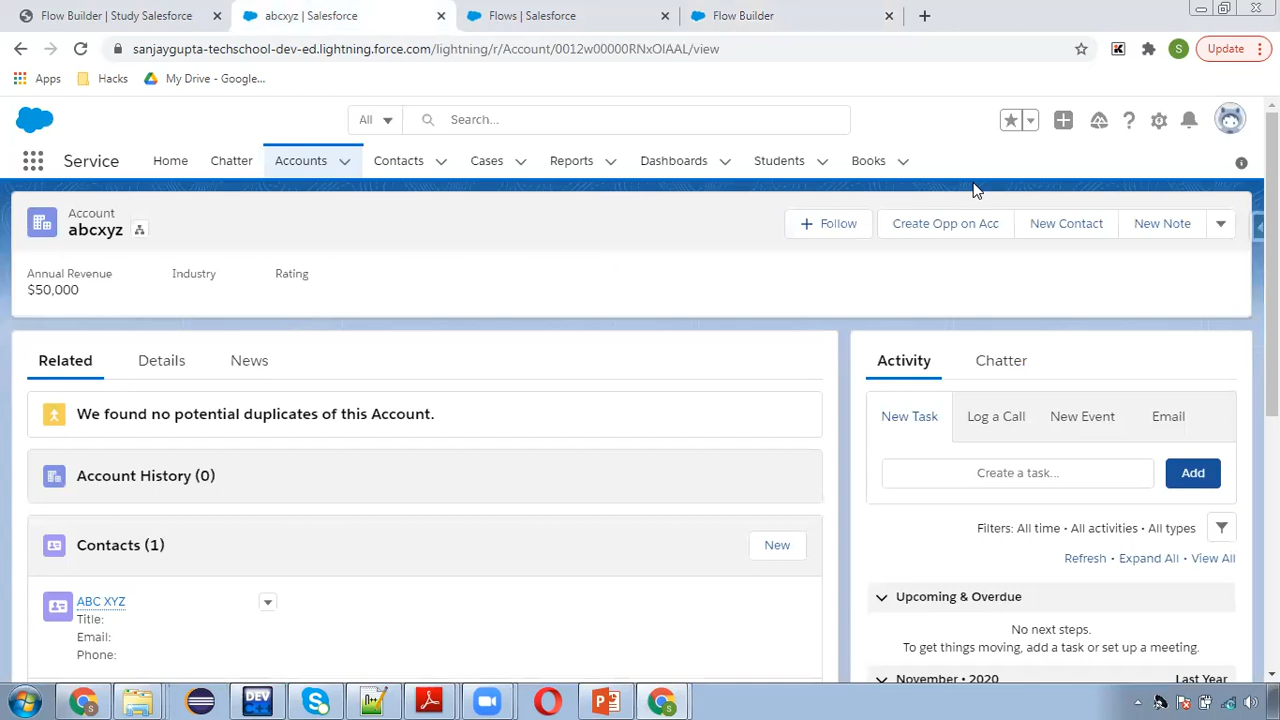 Flow Builder | Study Salesforce
abcxyz | Salesforce
Flows | Salesforce
Flow Builder
sanjaygupta-techschool-dev-ed.lightning.force.com/lightning/r/Account/0012w00000RNxOIAAL/view
S
Update
Apps
Hacks
My Drive - Google...
All
Search...
Service
Home
Chatter
Accounts
Contacts
Cases
Reports
Dashboards
Students
Books
Account
abcxyz
Follow
Create Opp on Acc
New Contact
New Note
Annual Revenue
Industry
Rating
$50,000
Related
Details
News
We found no potential duplicates of this Account.
Account History (0)
Contacts (1)
New
ABC XYZ
Title:
Email:
Phone:
Activity
Chatter
New Task
Log a Call
New Event
Email
Create a task...
Add
Filters: All time • All activities • All types
Refresh • Expand All • View All
Upcoming & Overdue
No next steps.
To get things moving, add a task or set up a meeting.
November • 2020
Last Year
DEV